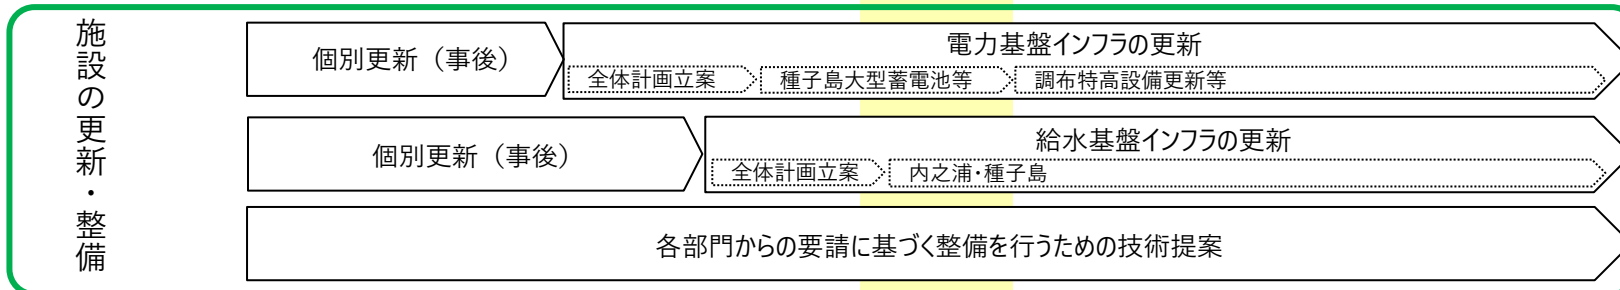 施設の更新・整備
個別更新（事後）
電力基盤インフラの更新
全体計画立案
種子島大型蓄電池等
調布特高設備更新等
個別更新（事後）
給水基盤インフラの更新
全体計画立案
内之浦・種子島
各部門からの要請に基づく整備を行うための技術提案